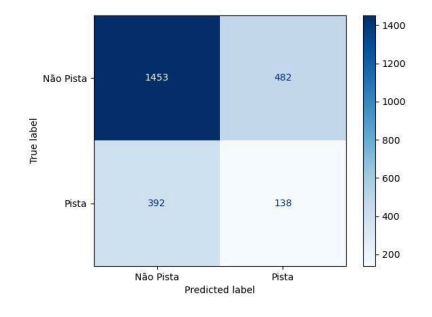 Não Pista
1453
482
Pista
392
138
Não Pista
Pista
True label
Predicted label
1400
1200
1000
800
600
400
200